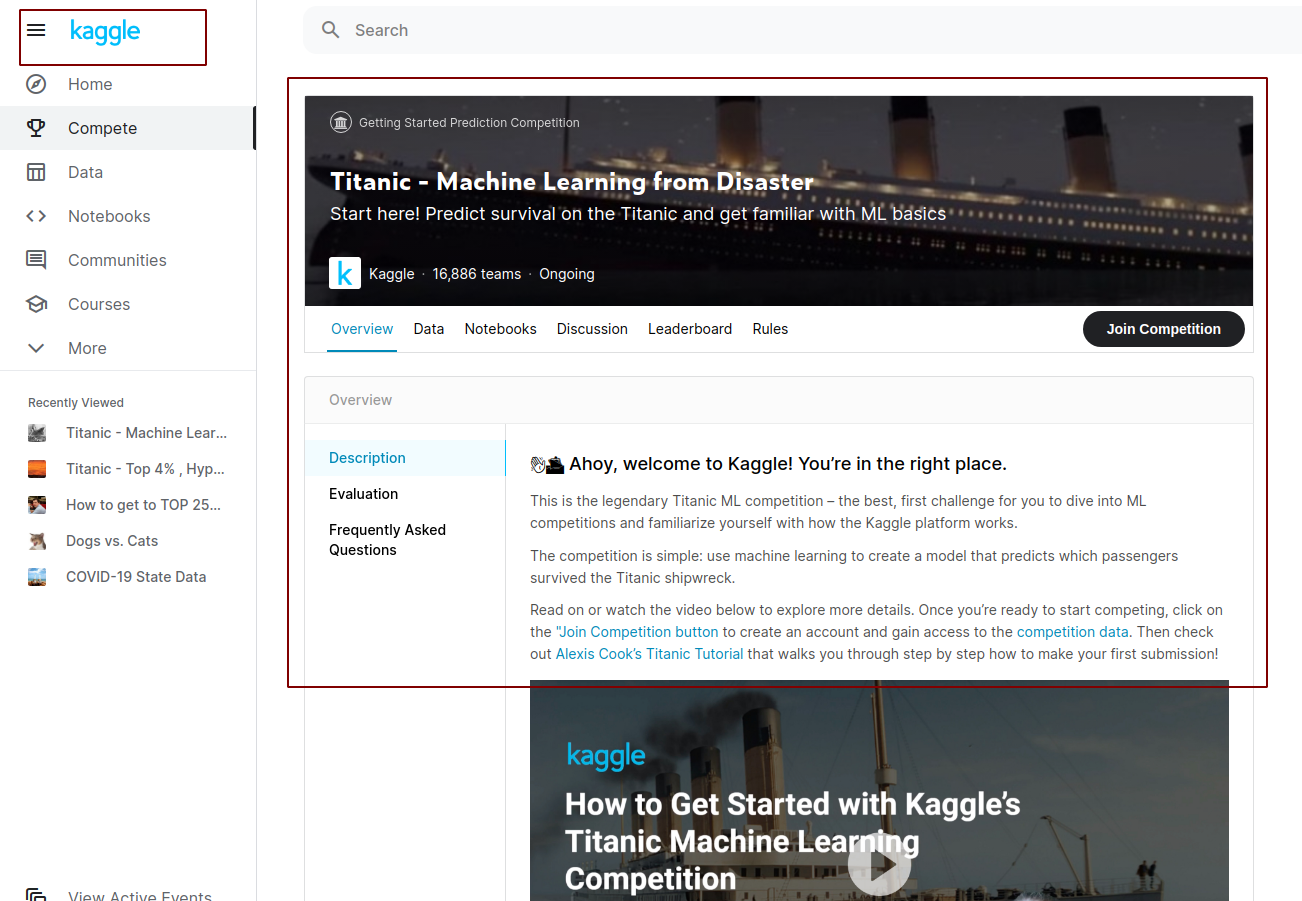 kaggle
Search
Home
Compete
Data
Notebooks
Communities
Courses
More
Recently Viewed
Titanic - Machine Lear...
Titanic - Top 4% , Hyp...
How to get to TOP 25...
Dogs vs. Cats
COVID-19 State Data
View Active Events
Getting Started Prediction Competition
Titanic - Machine Learning from Disaster
Start here! Predict survival on the Titanic and get familiar with ML basics
k Kaggle · 16,886 teams · Ongoing
Overview Data Notebooks Discussion Leaderboard Rules Join Competition
Overview
Description
Evaluation
Frequently Asked
Questions
👋🛳️ Ahoy, welcome to Kaggle! You’re in the right place.
This is the legendary Titanic ML competition – the best, first challenge for you to dive into ML
competitions and familiarize yourself with how the Kaggle platform works.
The competition is simple: use machine learning to create a model that predicts which passengers
survived the Titanic shipwreck.
Read on or watch the video below to explore more details. Once you’re ready to start competing, click on
the "Join Competition button to create an account and gain access to the competition data. Then check
out Alexis Cook’s Titanic Tutorial that walks you through step by step how to make your first submission!
kaggle
How to Get Started with Kaggle’s
Titanic Machine Learning
Competition